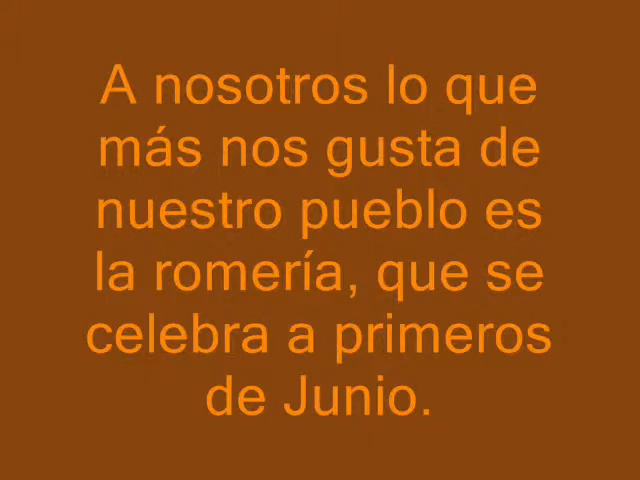 A nosotros lo que
más nos gusta de
nuestro pueblo es
la romería, que se
celebra a primeros
de Junio.